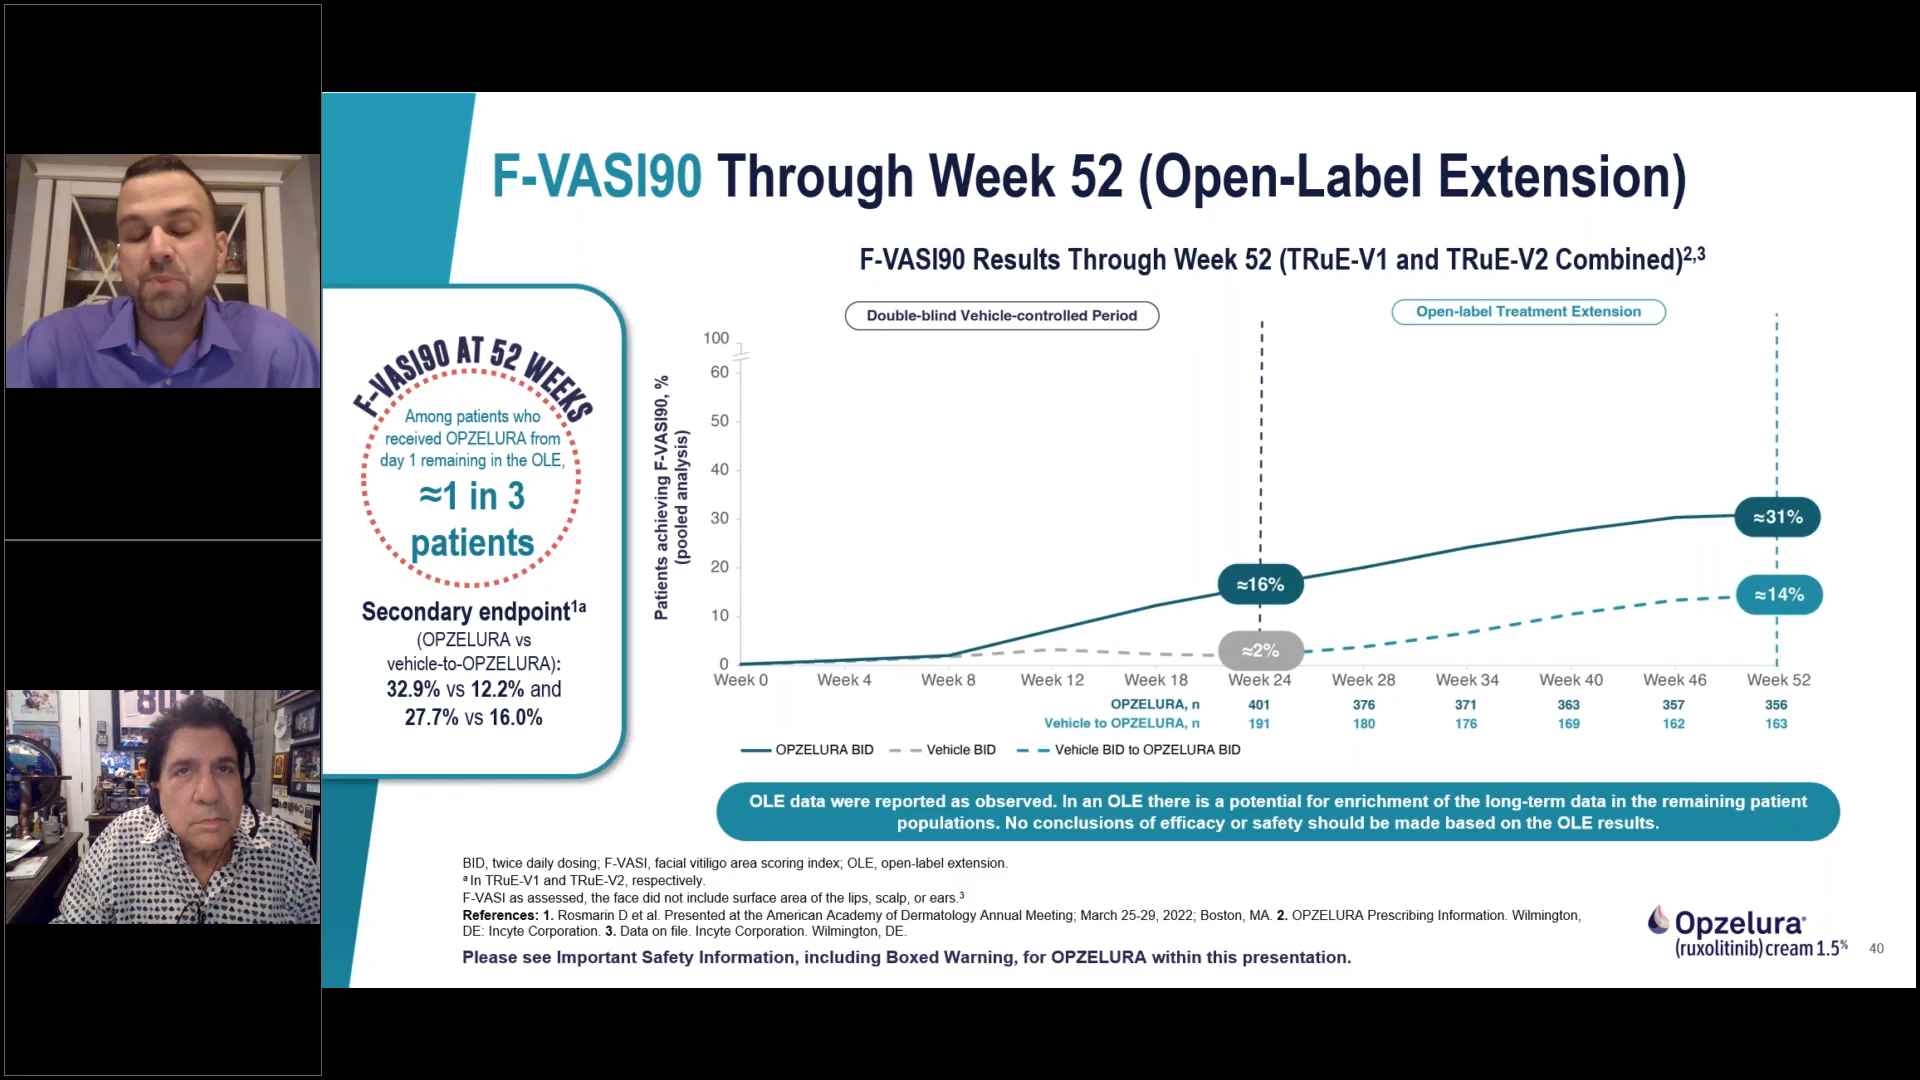 F-VASI90 Through Week 52 (Open-Label Extension)
F-VASI90 Results Through Week 52 (TRuE-V1 and TRuE-V2 Combined)2,3
F-VASI90 AT 52 WEEKS
Among patients who
received OPZELURA from
day 1 remaining in the OLE,
≈1 in 3
patients
Secondary endpoint1a
(OPZELURA vs
vehicle-to-OPZELURA):
32.9% vs 12.2% and
27.7% vs 16.0%
Double-blind Vehicle-controlled Period
Open-label Treatment Extension
Patients achieving F-VASI90, %
(pooled analysis)
100
60
50
40
30
20
10
0
≈31%
≈16%
≈14%
≈2%
Week 0 Week 4 Week 8 Week 12 Week 18 Week 24 Week 28 Week 34 Week 40 Week 46 Week 52
OPZELURA, n 401 376 371 363 357 356
Vehicle to OPZELURA, n 191 180 176 169 162 163
OPZELURA BID Vehicle BID Vehicle BID to OPZELURA BID
OLE data were reported as observed. In an OLE there is a potential for enrichment of the long-term data in the remaining patient
populations. No conclusions of efficacy or safety should be made based on the OLE results.
BID, twice daily dosing; F-VASI, facial vitiligo area scoring index; OLE, open-label extension.
a In TRuE-V1 and TRuE-V2, respectively.
F-VASI as assessed, the face did not include surface area of the lips, scalp, or ears.3
References: 1. Rosmarin D et al. Presented at the American Academy of Dermatology Annual Meeting; March 25-29, 2022; Boston, MA. 2. OPZELURA Prescribing Information. Wilmington,
DE: Incyte Corporation. 3. Data on file. Incyte Corporation. Wilmington, DE.
Please see Important Safety Information, including Boxed Warning, for OPZELURA within this presentation.
Opzelura®
(ruxolitinib) cream 1.5%
40
80